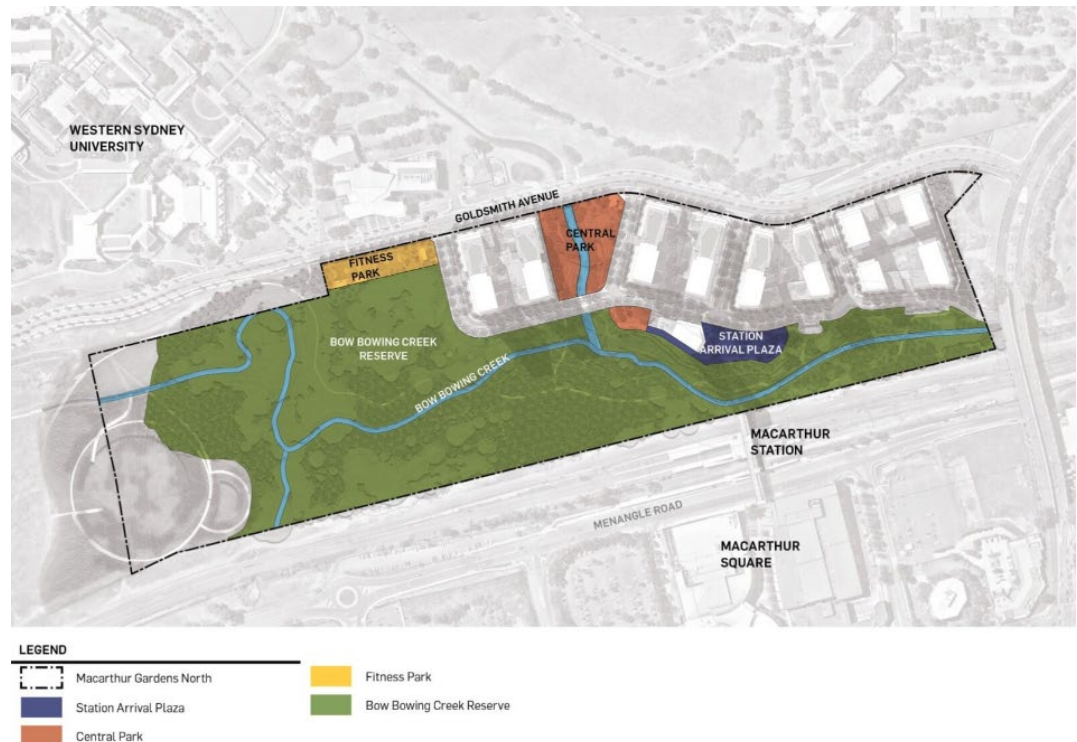 WESTERN SYDNEY
UNIVERSITY
GOLDSMITH AVENUE
CENTRAL
PARK
FITNESS
PARK
BOW BOWING CREEK
RESERVE
STATION
ARRIVAL PLAZA
BOW BOWING CREEK
MACARTHUR
STATION
MENANGLE ROAD
MACARTHUR
SQUARE
LEGEND
Macarthur Gardens North
Station Arrival Plaza
Central Park
Fitness Park
Bow Bowing Creek Reserve